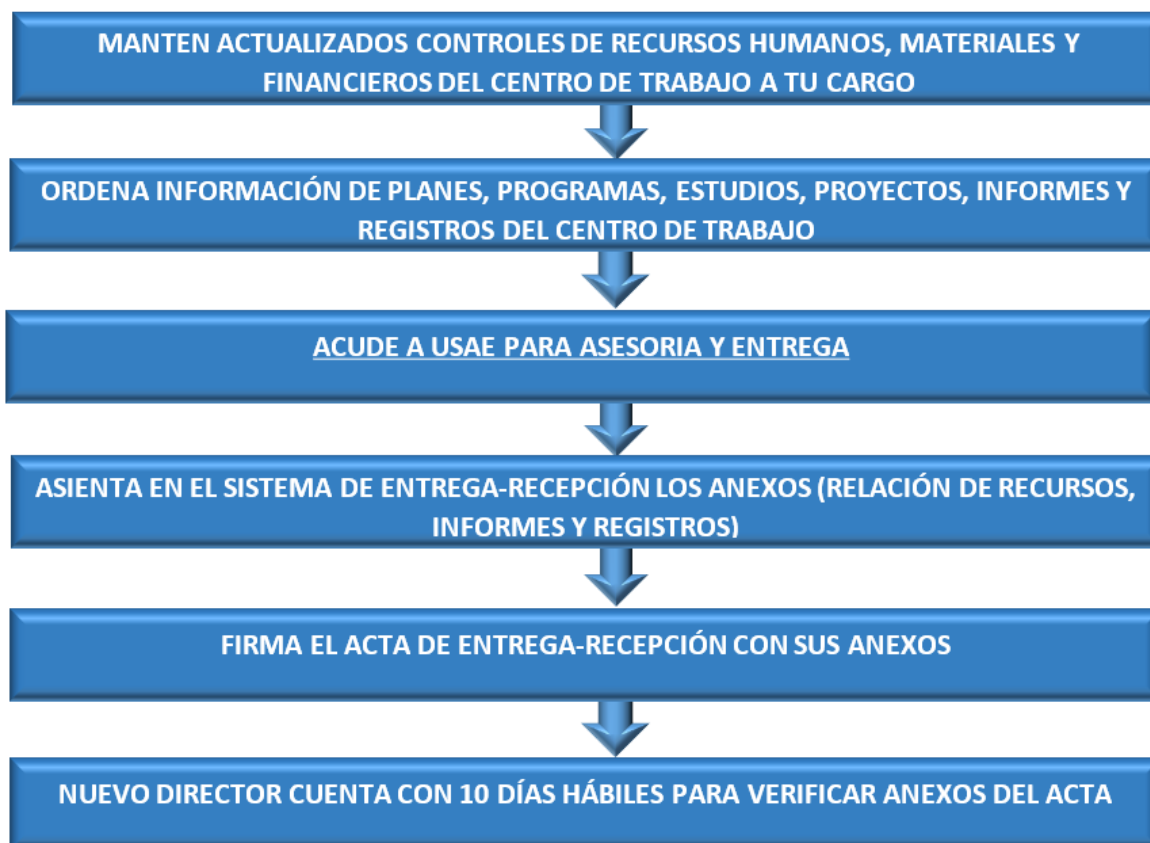 MANTEN ACTUALIZADOS CONTROLES DE RECURSOS HUMANOS, MATERIALES Y
FINANCIEROS DEL CENTRO DE TRABAJO A TU CARGO
ORDENA INFORMACIÓN DE PLANES, PROGRAMAS, ESTUDIOS, PROYECTOS, INFORMES Y
REGISTROS DEL CENTRO DE TRABAJO
ACUDE A USAE PARA ASESORIA Y ENTREGA
ASIENTA EN EL SISTEMA DE ENTREGA-RECEPCIÓN LOS ANEXOS (RELACIÓN DE RECURSOS,
INFORMES Y REGISTROS)
FIRMA EL ACTA DE ENTREGA-RECEPCIÓN CON SUS ANEXOS
NUEVO DIRECTOR CUENTA CON 10 DÍAS HÁBILES PARA VERIFICAR ANEXOS DEL ACTA